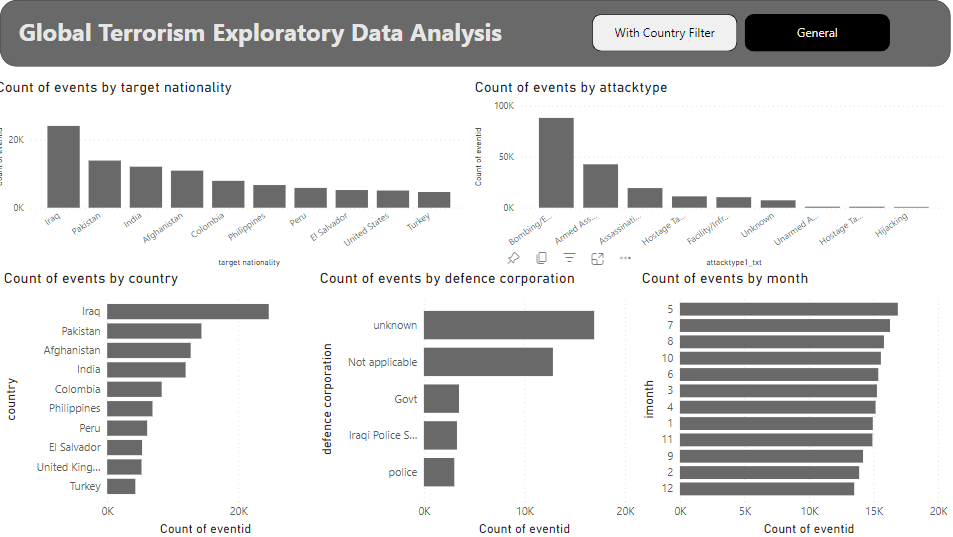 Global Terrorism Exploratory Data Analysis
With Country Filter
General
Count of events by target nationality
Count of eventid
20K
0K
Iraq
Pakistan
India
Afghanistan
Colombia
Philippines
Peru
El Salvador
United States
Turkey
target nationality
Count of events by attacktype
Count of eventid
100K
50K
0K
Bombing/E...
Armed Ass...
Assassinati...
Hostage Ta...
Facility/Infr...
Unknown
Unarmed A...
Hostage Ta...
Hijacking
attacktype1_txt
Count of events by country
country
Iraq
Pakistan
Afghanistan
India
Colombia
Philippines
Peru
El Salvador
United King...
Turkey
0K
20K
Count of eventid
Count of events by defence corporation
defence corporation
unknown
Not applicable
Govt
Iraqi Police S...
police
0K
10K
20K
Count of eventid
Count of events by month
imonth
5
7
8
10
6
3
4
1
11
9
2
12
0K
5K
10K
15K
20K
Count of eventid